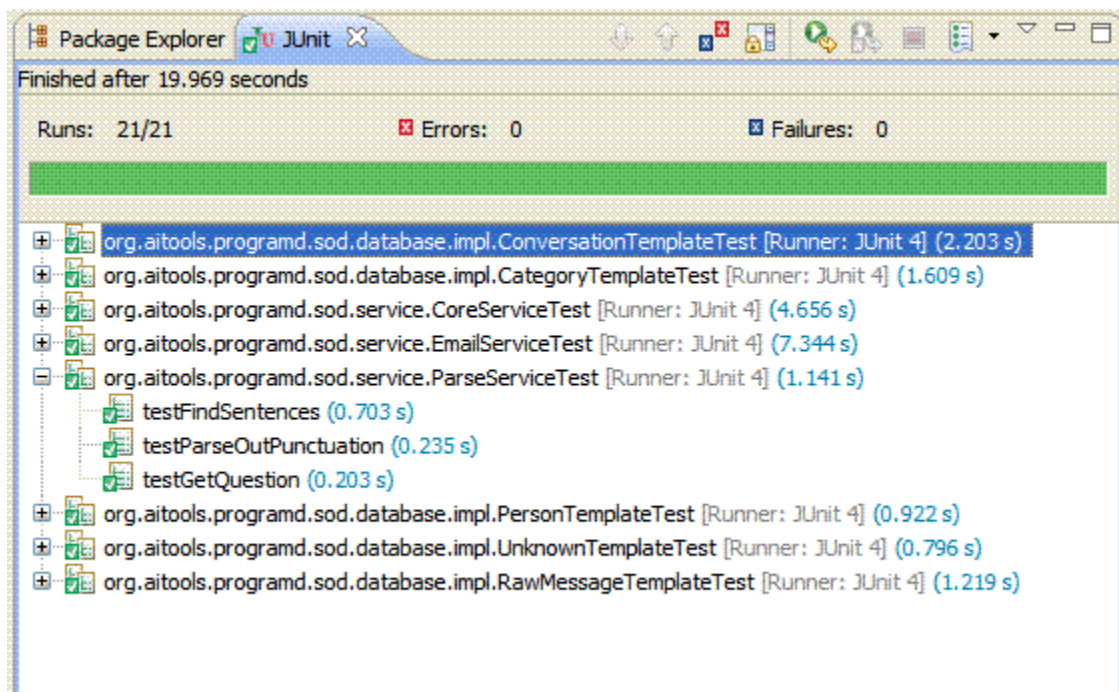 Package Explorer JUnit
Finished after 19.969 seconds
Runs: 21/21 Errors: 0 Failures: 0
org.aitools.programd.sod.database.impl.ConversationTemplateTest [Runner: JUnit 4] (2.203 s)
org.aitools.programd.sod.database.impl.CategoryTemplateTest [Runner: JUnit 4] (1.609 s)
org.aitools.programd.sod.service.CoreServiceTest [Runner: JUnit 4] (4.656 s)
org.aitools.programd.sod.service.EmailServiceTest [Runner: JUnit 4] (7.344 s)
org.aitools.programd.sod.service.ParseServiceTest [Runner: JUnit 4] (1.141 s)
testFindSentences (0.703 s)
testParseOutPunctuation (0.235 s)
testGetQuestion (0.203 s)
org.aitools.programd.sod.database.impl.PersonTemplateTest [Runner: JUnit 4] (0.922 s)
org.aitools.programd.sod.database.impl.UnknownTemplateTest [Runner: JUnit 4] (0.796 s)
org.aitools.programd.sod.database.impl.RawMessageTemplateTest [Runner: JUnit 4] (1.219 s)